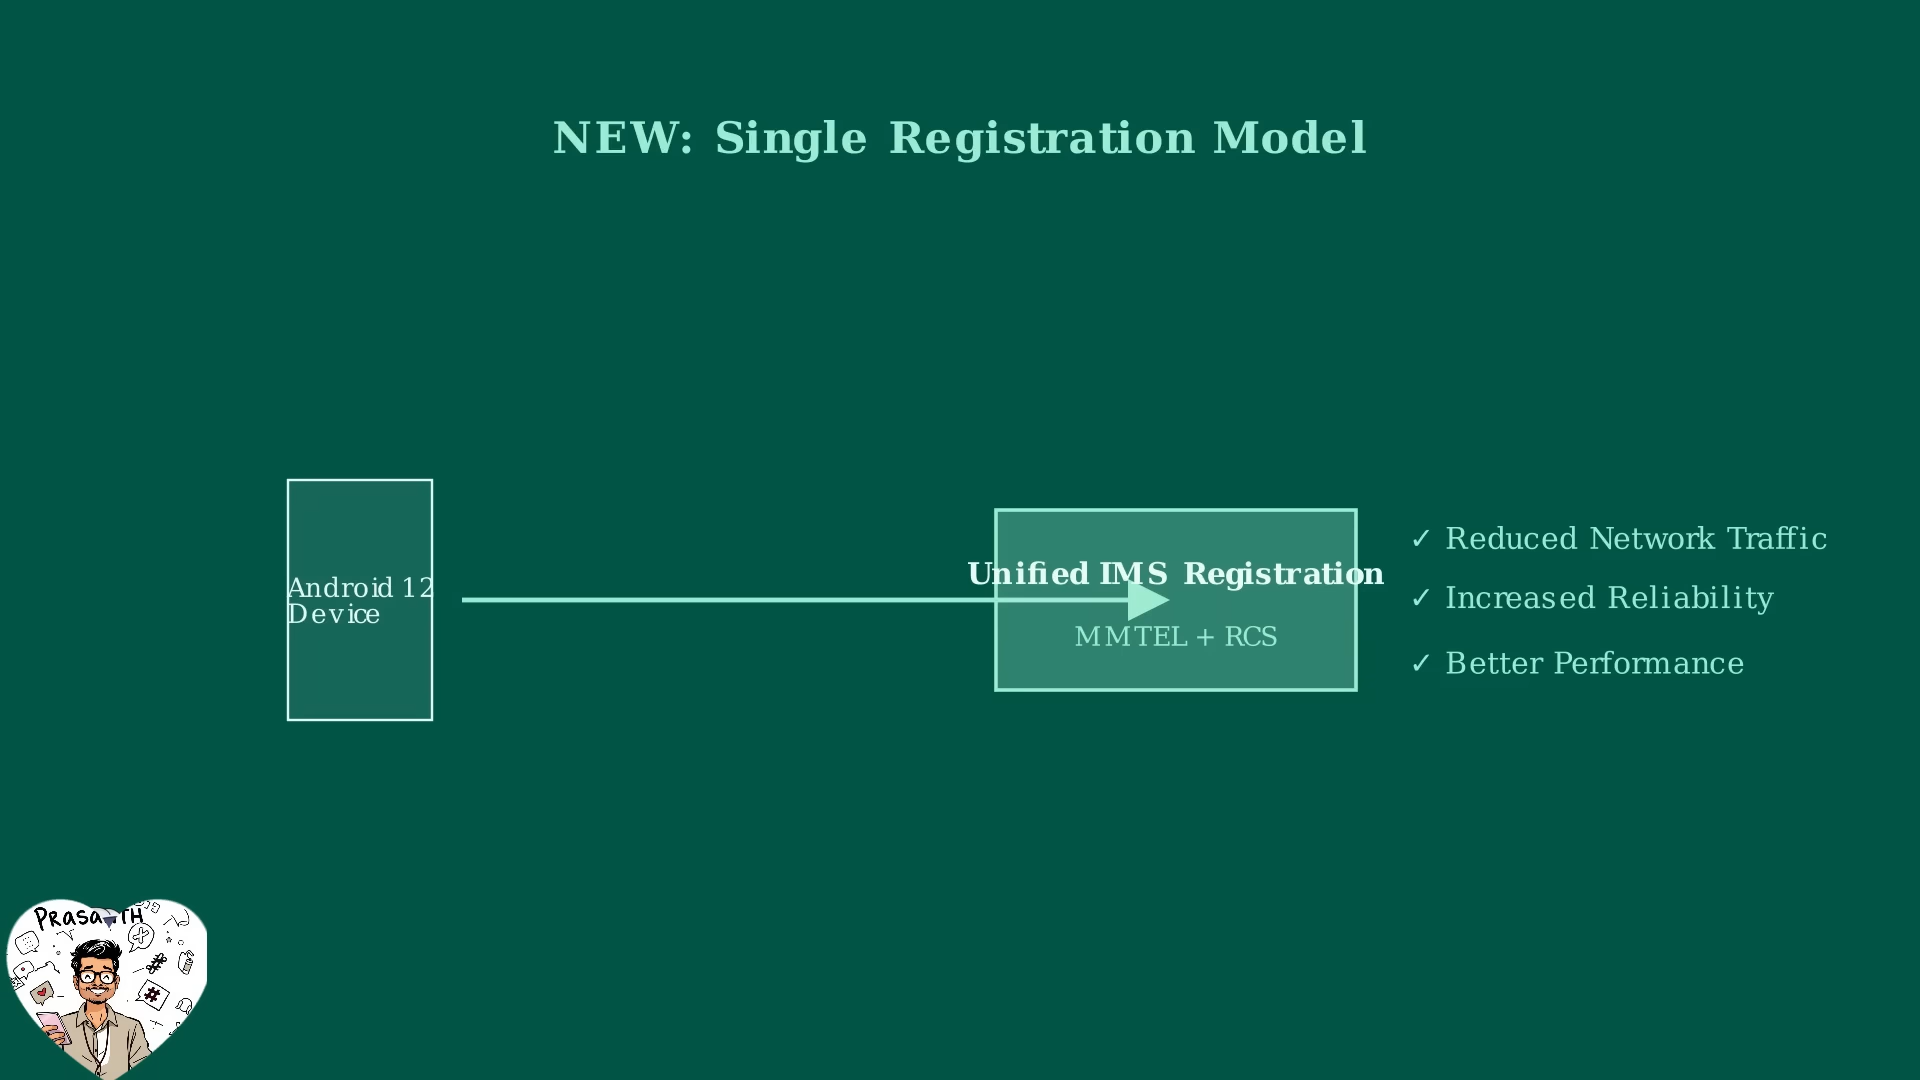 NEW: Single Registration Model
Android 12
Device
Unified IMS Registration
MMTEL + RCS
✓ Reduced Network Traffic
✓ Increased Reliability
✓ Better Performance